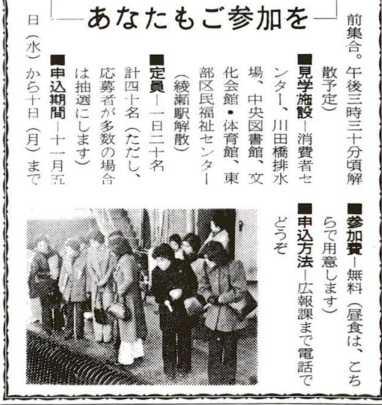 あなたもご参加を
前集合。午後三時三十分頃解
散予定)
■見学施設―消費者セ
ンター、川田橋排水
場、中央図書館、文
化会館・体育館、東
部区民福祉センター
(綾瀬駅解散)
■定員―一日二十名
計四十名(ただし、
応募者が多数の場合
は抽選にします)
■申込期間―十一月五
日(水)から十日(月)まで
■参加費―無料(昼食は、こち
らで用意します)
■申込方法―広報課まで電話で
どうぞ